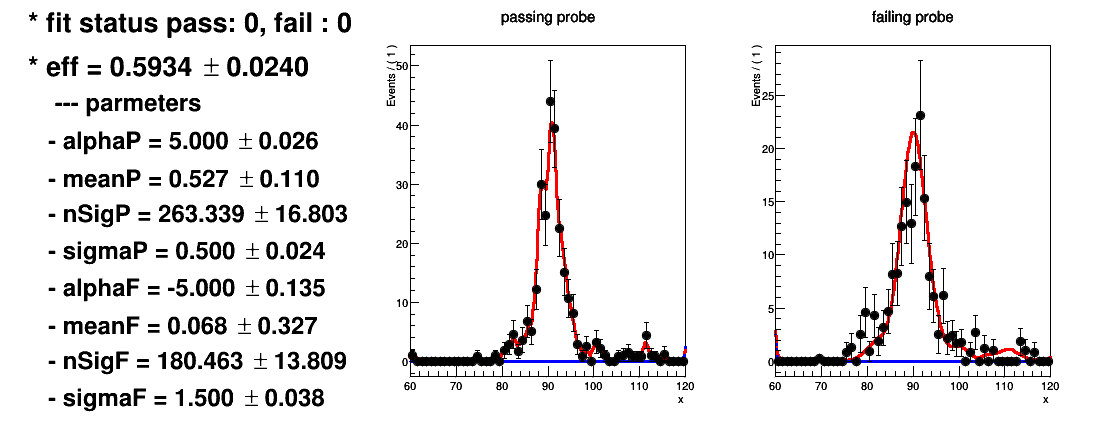 * fit status pass: 0, fail : 0
* eff = 0.5934 ± 0.0240
--- parmeters
- alphaP = 5.000 ± 0.026
- meanP = 0.527 ± 0.110
- nSigP = 263.339 ± 16.803
- sigmaP = 0.500 ± 0.024
- alphaF = -5.000 ± 0.135
- meanF = 0.068 ± 0.327
- nSigF = 180.463 ± 13.809
- sigmaF = 1.500 ± 0.038
passing probe
Events / ( 1 )
50
40
30
20
10
0
60 70 80 90 100 110 120
x
failing probe
Events / ( 1 )
25
20
15
10
5
0
60 70 80 90 100 110 120
x